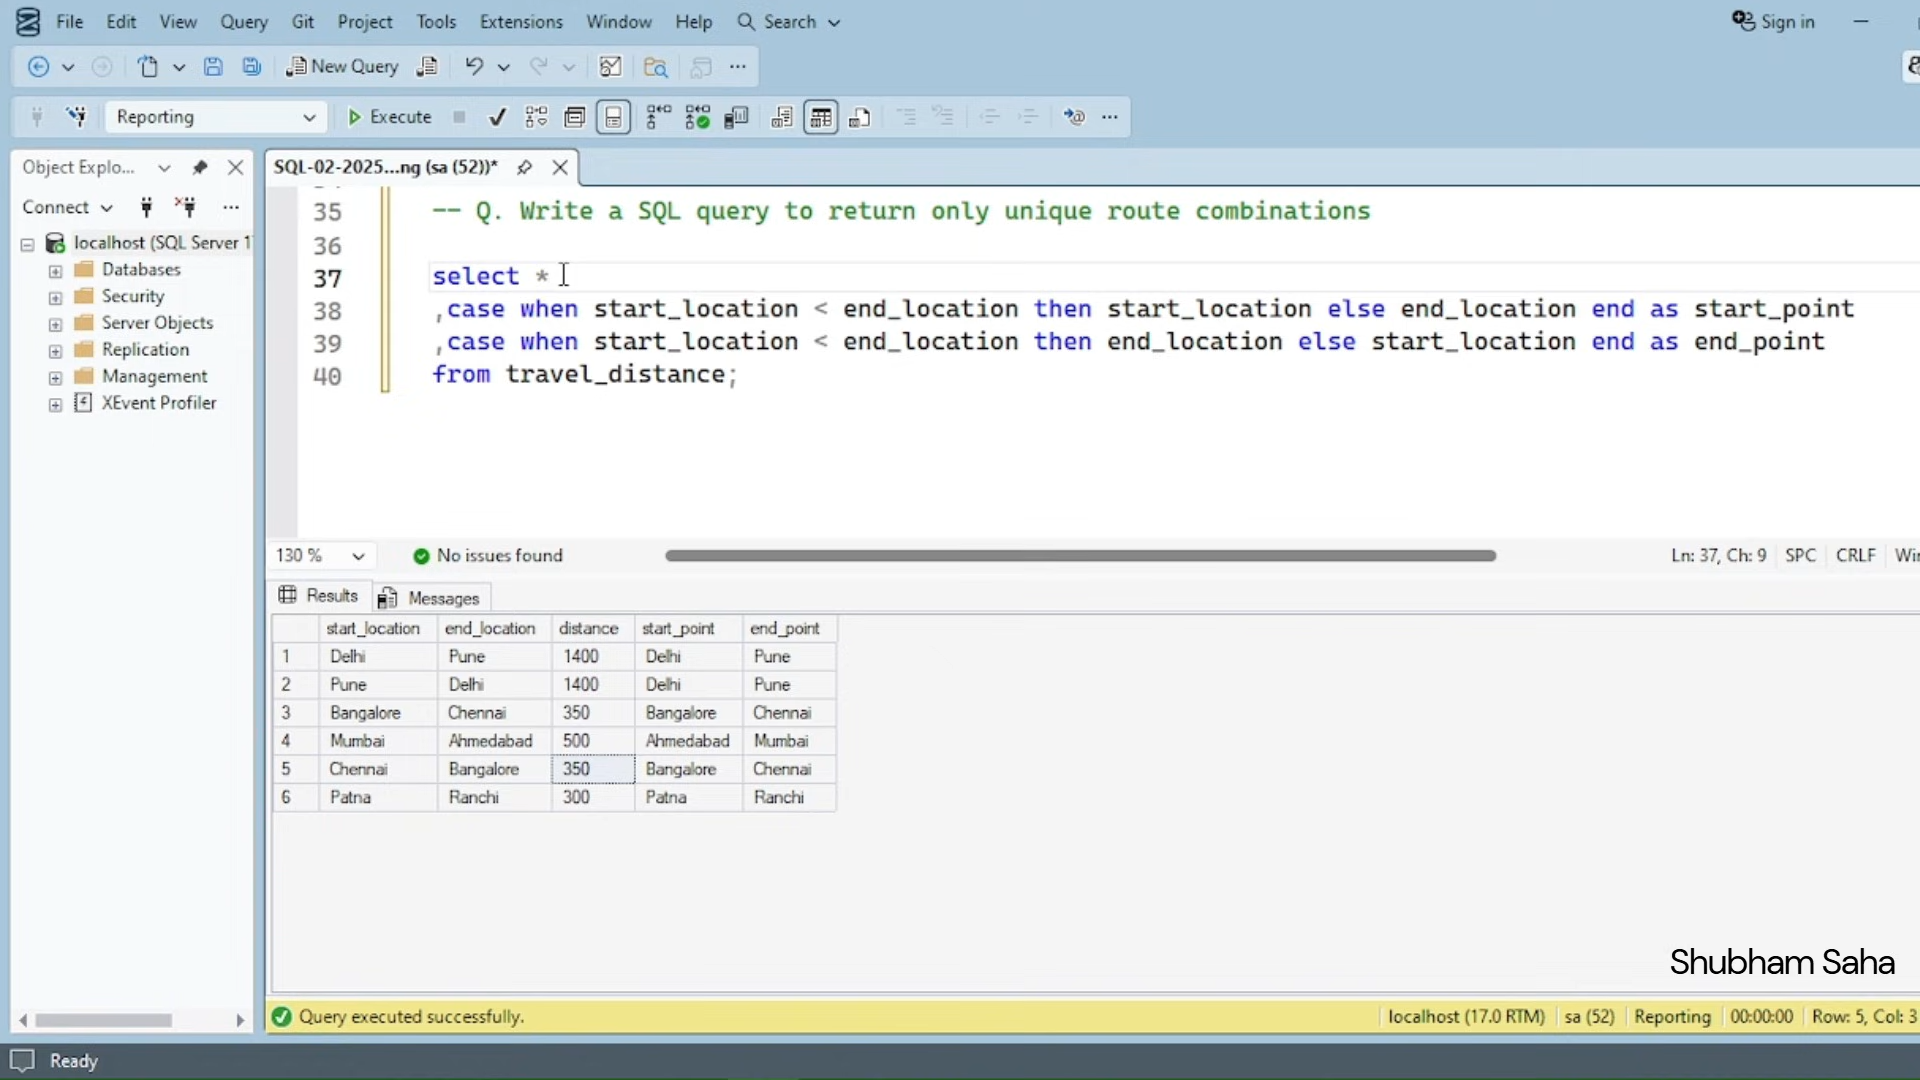 File Edit View Query Git Project Tools Extensions Window Help Search Sign in
New Query
Reporting Execute
Object Explo... SQL-02-2025...ng (sa (52))*
Connect
localhost (SQL Server 1
Databases
Security
Server Objects
Replication
Management
XEvent Profiler
35 -- Q. Write a SQL query to return only unique route combinations
36
37 select *
38 ,case when start_location < end_location then start_location else end_location end as start_point
39 ,case when start_location < end_location then end_location else start_location end as end_point
40 from travel_distance;
130 % No issues found Ln: 37, Ch: 9 SPC CRLF
Results Messages
start_location end_location distance start_point end_point
1 Delhi Pune 1400 Delhi Pune
2 Pune Delhi 1400 Delhi Pune
3 Bangalore Chennai 350 Bangalore Chennai
4 Mumbai Ahmedabad 500 Ahmedabad Mumbai
5 Chennai Bangalore 350 Bangalore Chennai
6 Patna Ranchi 300 Patna Ranchi
Shubham Saha
Query executed successfully. localhost (17.0 RTM) sa (52) Reporting 00:00:00 Row: 5, Col: 3
Ready